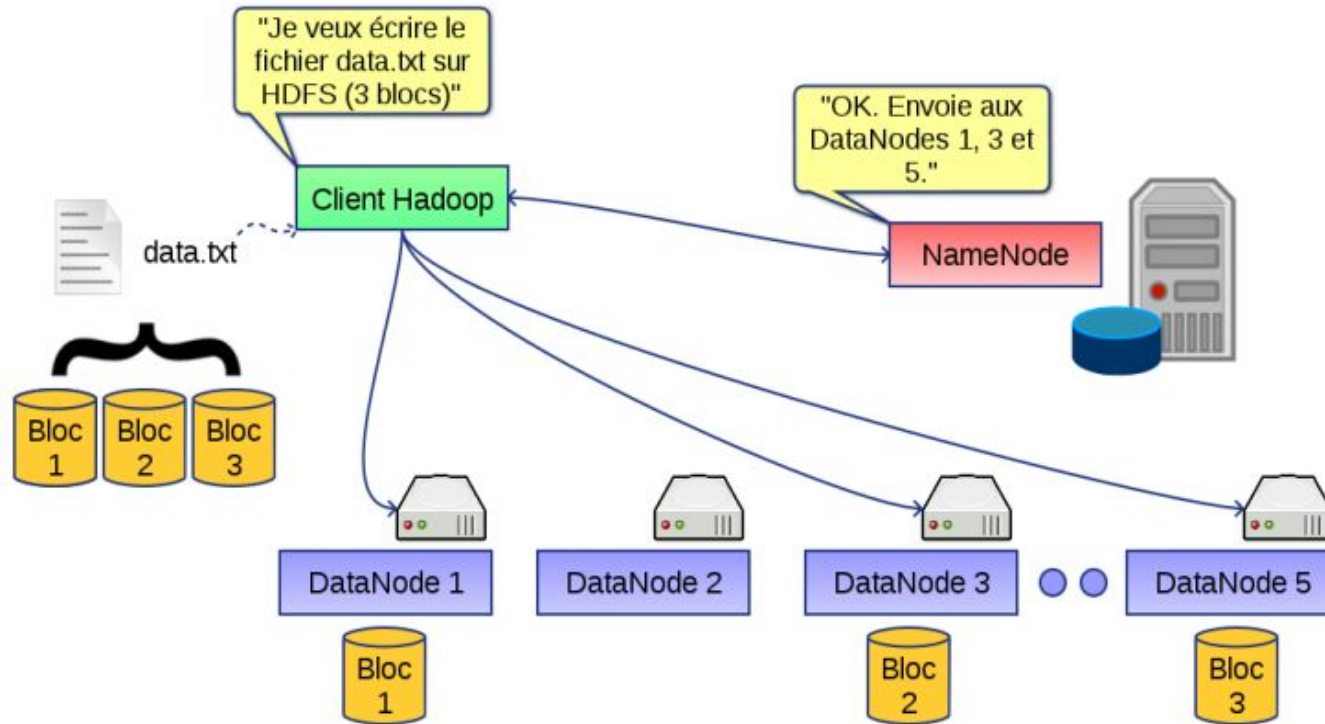 "Je veux écrire le
fichier data.txt sur
HDFS (3 blocs)"
"OK. Envoie aux
DataNodes 1, 3 et
5."
Client Hadoop
data.txt
NameNode
Bloc
1
Bloc
2
Bloc
3
DataNode 1
DataNode 2
DataNode 3
DataNode 5
Bloc
1
Bloc
2
Bloc
3